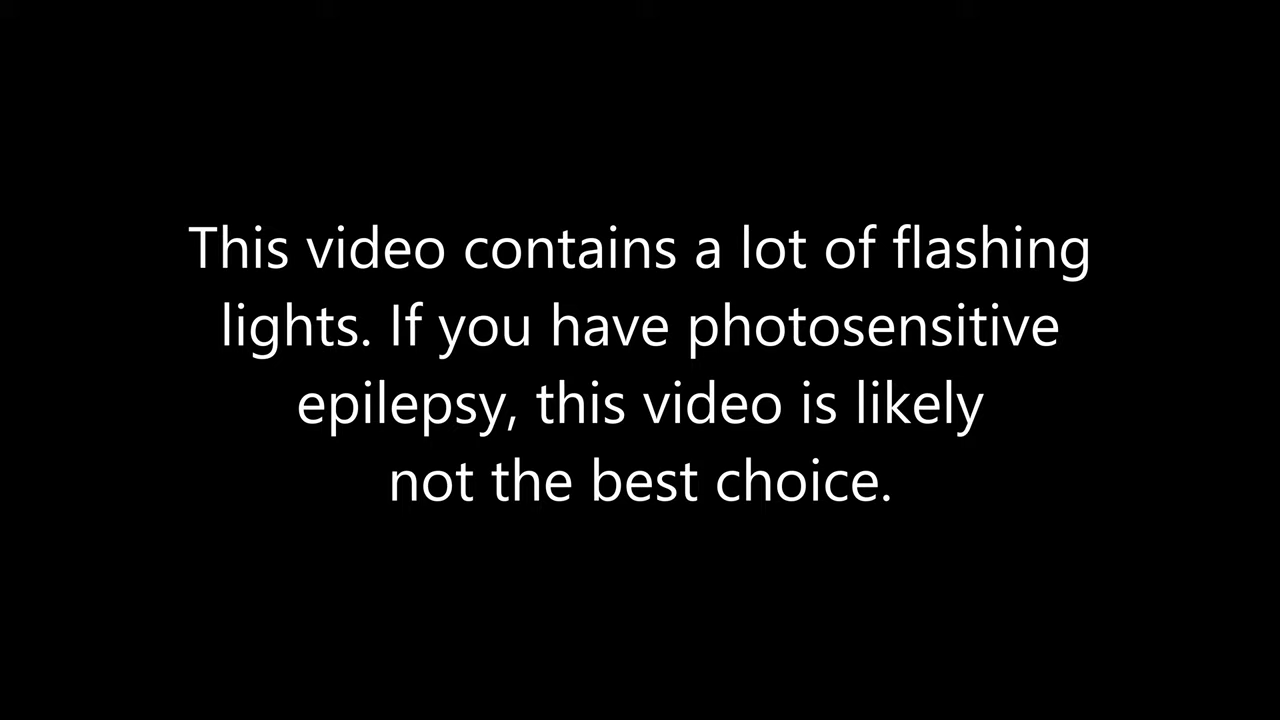 This video contains a lot of flashing
lights. If you have photosensitive
epilepsy, this video is likely
not the best choice.